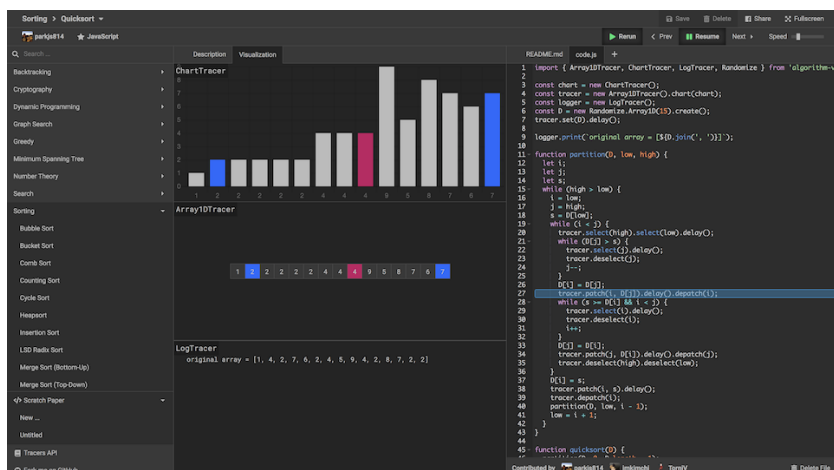 Sorting > Quicksort
Save
Delete
Share
Fullscreen
parkjs814
JavaScript
Rerun
Prev
Resume
Next
Speed
Search ...
Backtracking
Cryptography
Dynamic Programming
Graph Search
Greedy
Minimum Spanning Tree
Number Theory
Search
Sorting
Bubble Sort
Bucket Sort
Comb Sort
Counting Sort
Cycle Sort
Heapsort
Insertion Sort
LSD Radix Sort
Merge Sort (Bottom-Up)
Merge Sort (Top-Down)
</> Scratch Paper
New ...
Untitled
Tracers API
Description
Visualization
ChartTracer
8
7
6
5
4
3
2
1
0
1 2 2 2 2 2 4 4 4 9 5 8 7 6 7
Array1DTracer
1 2 2 2 2 2 4 4 4 9 5 8 7 6 7
LogTracer
original array = [1, 4, 2, 7, 6, 2, 4, 5, 9, 4, 2, 8, 7, 2, 2]
README.md
code.js
+
1 import { Array1DTracer, ChartTracer, LogTracer, Randomize } from 'algorithm-v
2
3 const chart = new ChartTracer();
4 const tracer = new Array1DTracer().chart(chart);
5 const logger = new LogTracer();
6 const D = new Randomize.Array1D(15).create();
7 tracer.set(D).delay();
8
9 logger.print(`original array = [${D.join(', ')}]`);
10
11 function partition(D, low, high) {
12 let i;
13 let j;
14 let s;
15 while (high > low) {
16 i = low;
17 j = high;
18 s = D[low];
19 while (i < j) {
20 tracer.select(high).select(low).delay();
21 while (D[j] > s) {
22 tracer.select(j).delay();
23 tracer.deselect(j);
24 j--;
25 }
26 D[i] = D[j];
27 tracer.patch(i, D[j]).delay().depatch(i);
28 while (s >= D[i] && i < j) {
29 tracer.select(i).delay();
30 tracer.deselect(i);
31 i++;
32 }
33 D[j] = D[i];
34 tracer.patch(j, D[i]).delay().depatch(j);
35 tracer.deselect(high).deselect(low);
36 }
37 D[i] = s;
38 tracer.patch(i, s).delay();
39 tracer.depatch(i);
40 partition(D, low, i - 1);
41 low = i + 1;
42 }
43 }
44
45 function quicksort(D) {
Contributed by
parkjs814
TornjV
Delete File